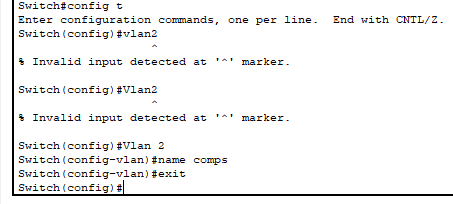 Switch#config t
Enter configuration commands, one per line.  End with CNTL/Z.
Switch(config)#vlan2
^
% Invalid input detected at '^' marker.
Switch(config)#Vlan2
^
% Invalid input detected at '^' marker.
Switch(config)#Vlan 2
Switch(config-vlan)#name comps
Switch(config-vlan)#exit
Switch(config)#